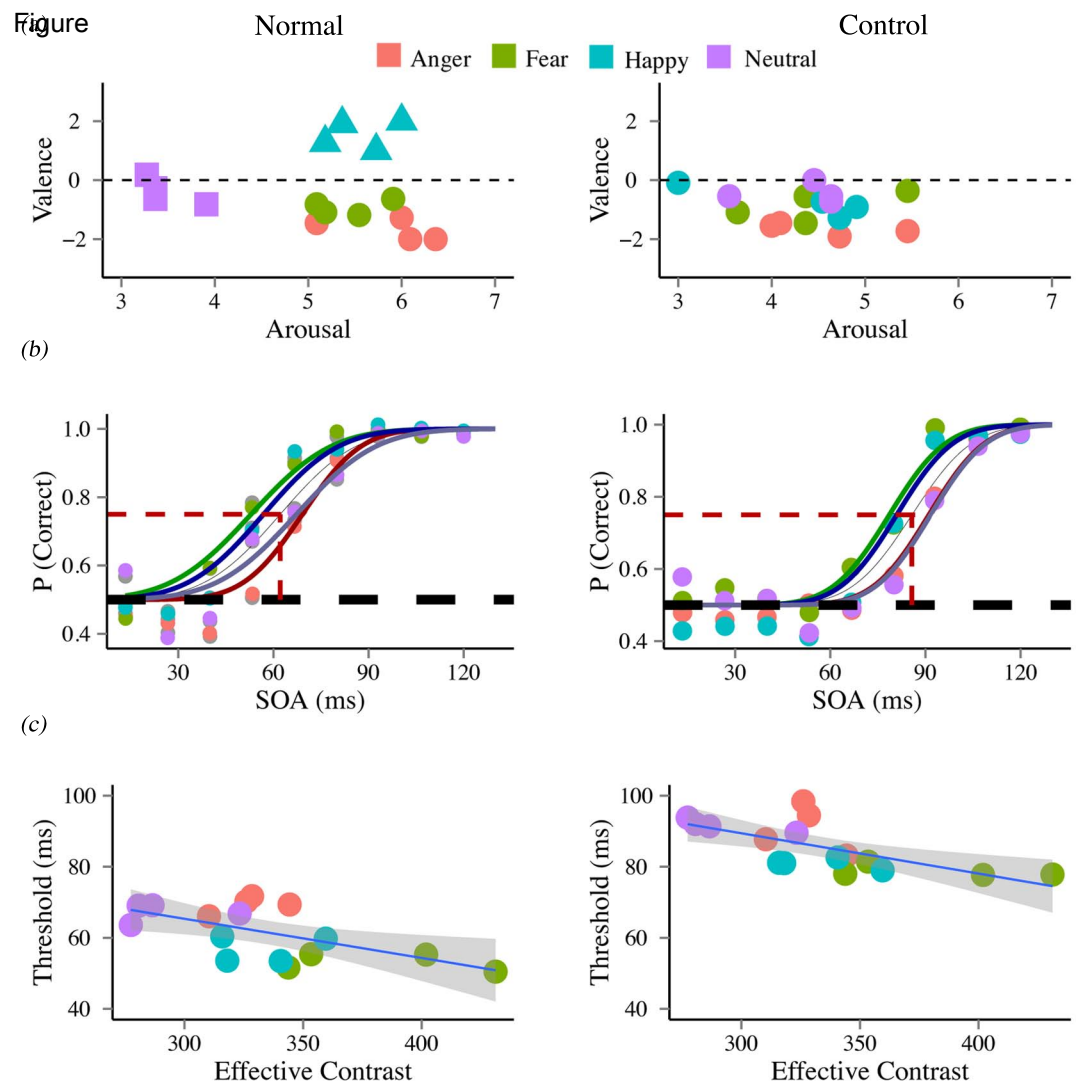 Figure
(a)
Normal
Control
Anger Fear Happy Neutral
Valence
2
0
−2
3 4 5 6 7
Arousal
Valence
2
0
−2
3 4 5 6 7
Arousal
(b)
P (Correct)
1.0
0.8
0.6
0.4
30 60 90 120
SOA (ms)
P (Correct)
1.0
0.8
0.6
0.4
30 60 90 120
SOA (ms)
(c)
Threshold (ms)
100
80
60
40
300 350 400
Effective Contrast
Threshold (ms)
100
80
60
40
300 350 400
Effective Contrast